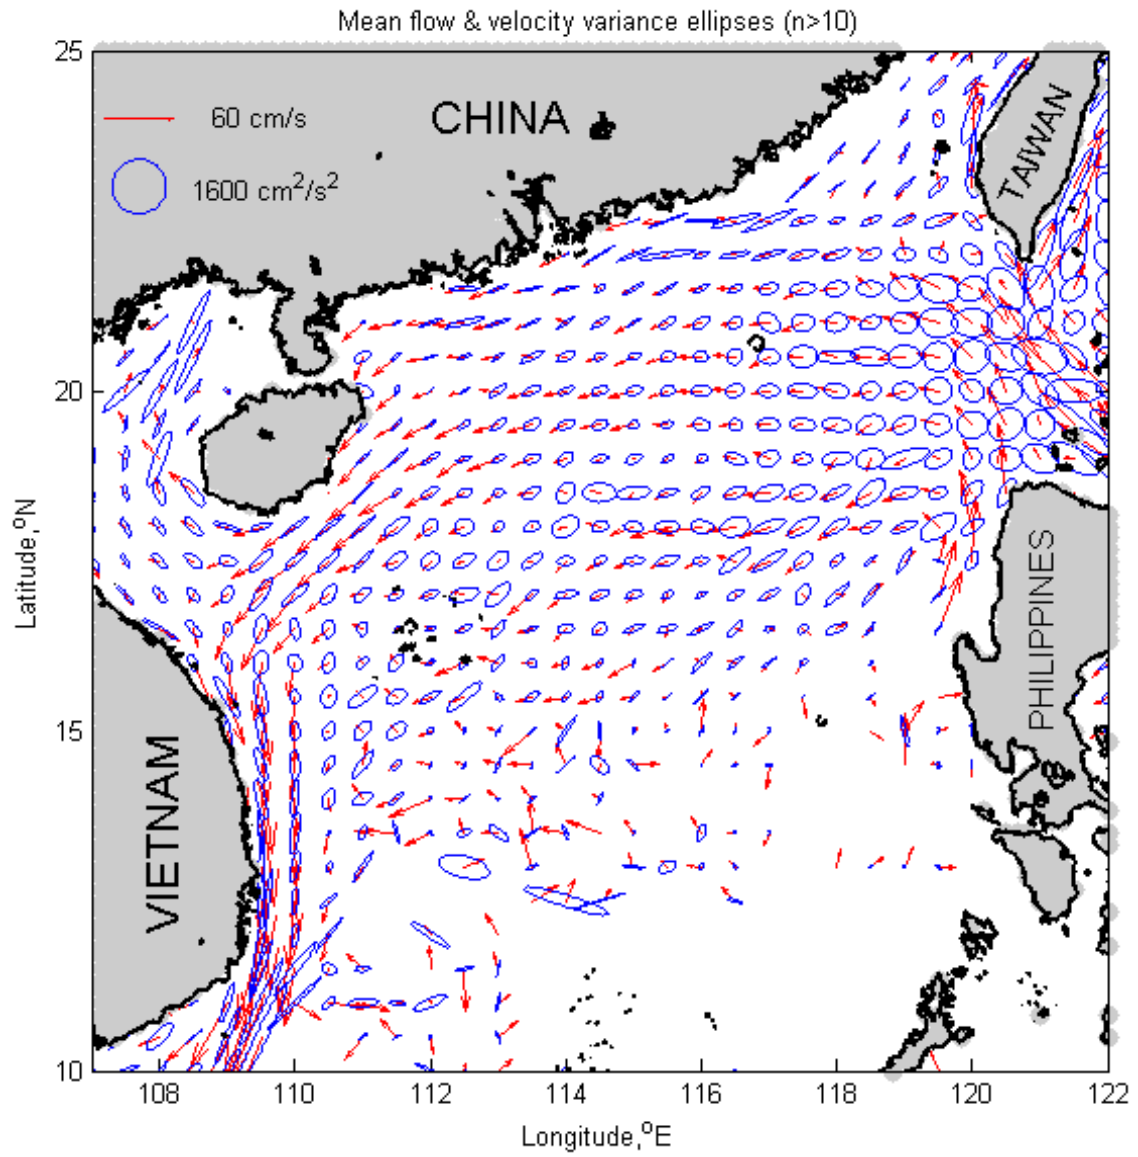 Mean flow & velocity variance ellipses (n>10)
25
60 cm/s
CHINA
1600 cm²/s²
TAIWAN
20
Latitude,°N
PHILIPPINES
15
VIETNAM
10
108
110
112
114
116
118
120
122
Longitude,°E